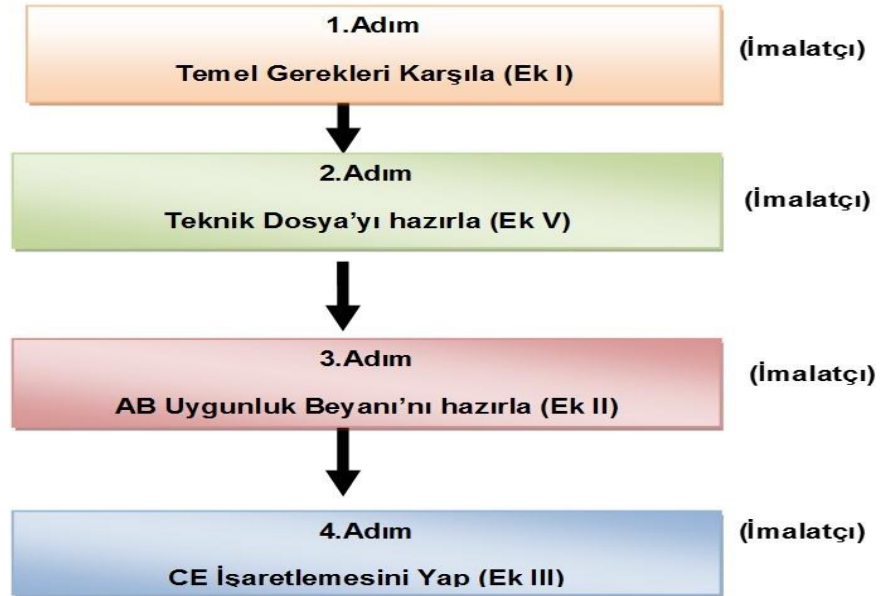 1.Adım
Temel Gerekleri Karşıla (Ek I)
(İmalatçı)
2.Adım
Teknik Dosya’yı hazırla (Ek V)
(İmalatçı)
3.Adım
AB Uygunluk Beyanı’nı hazırla (Ek II)
(İmalatçı)
4.Adım
CE İşaretlemesini Yap (Ek III)
(İmalatçı)